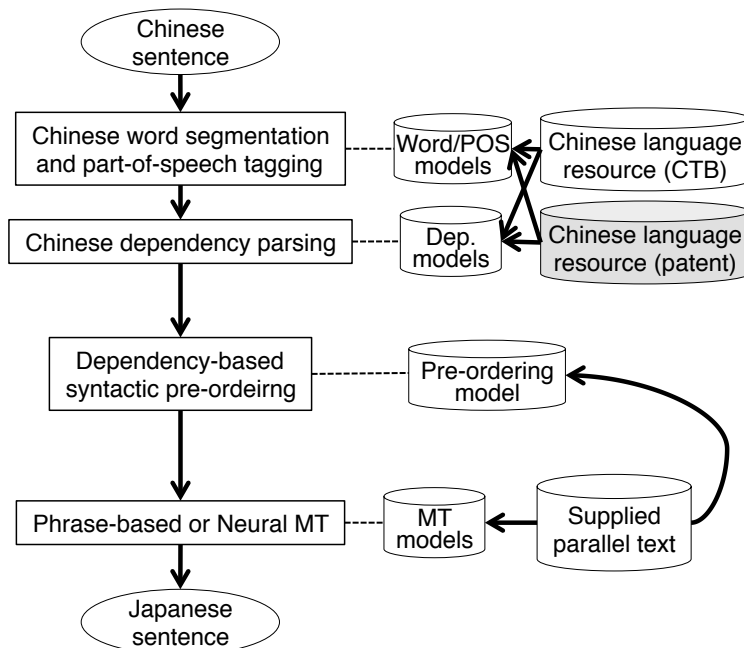 Chinese
sentence
Chinese word segmentation
and part-of-speech tagging
Word/POS
models
Chinese language
resource (CTB)
Chinese dependency parsing
Dep.
models
Chinese language
resource (patent)
Dependency-based
syntactic pre-ordeirng
Pre-ordering
model
Phrase-based or Neural MT
MT
models
Supplied
parallel text
Japanese
sentence